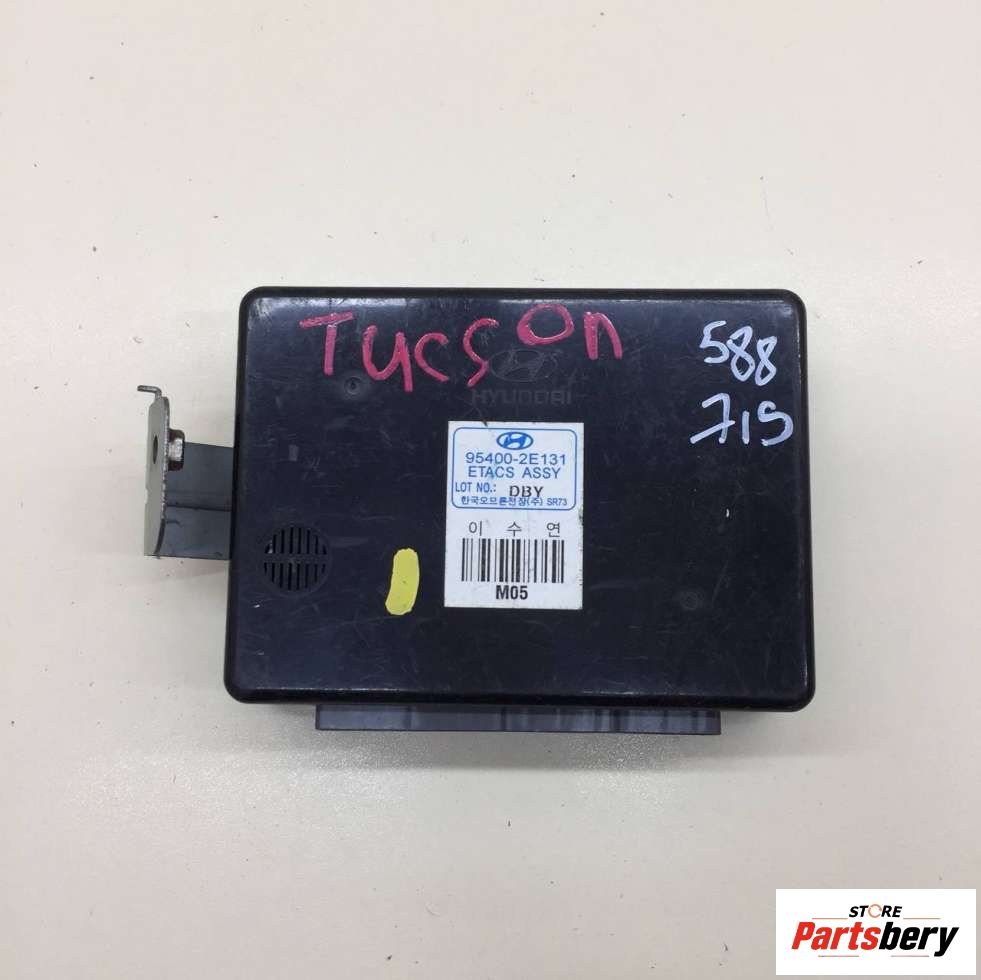 Tucson
588
715
HYUNDAI
95400-2E131
ETACS ASSY
LOT NO.: DBY
한국오므론전장(주) SR73
이 수 연
M05
STORE
Partsbery